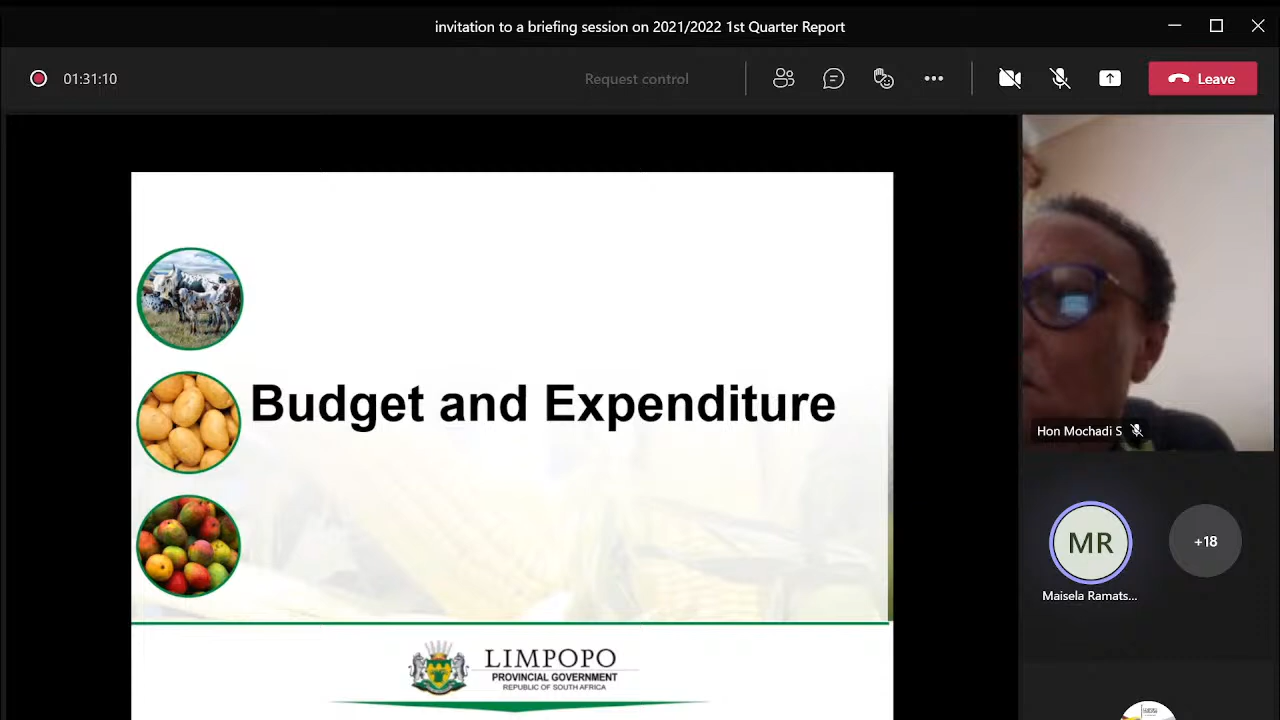 invitation to a briefing session on 2021/2022 1st Quarter Report
01:31:10
Request control
Leave
Budget and Expenditure
Hon Mochadi S
MR
+18
Maisela Ramats...
LIMPOPO
PROVINCIAL GOVERNMENT
REPUBLIC OF SOUTH AFRICA